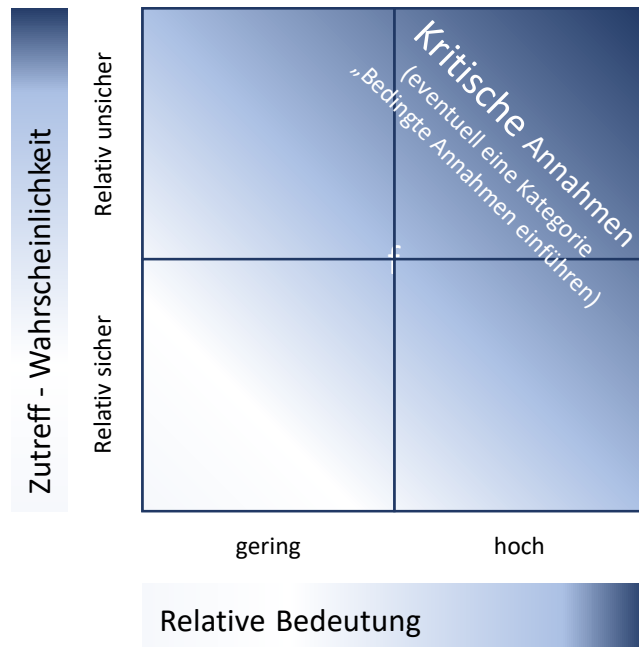 Zutreff - Wahrscheinlichkeit
Relativ unsicher
Relativ sicher
Kritische Annahmen
(eventuell eine Kategorie
„Bedingte Annahmen einführen)
f
gering
hoch
Relative Bedeutung